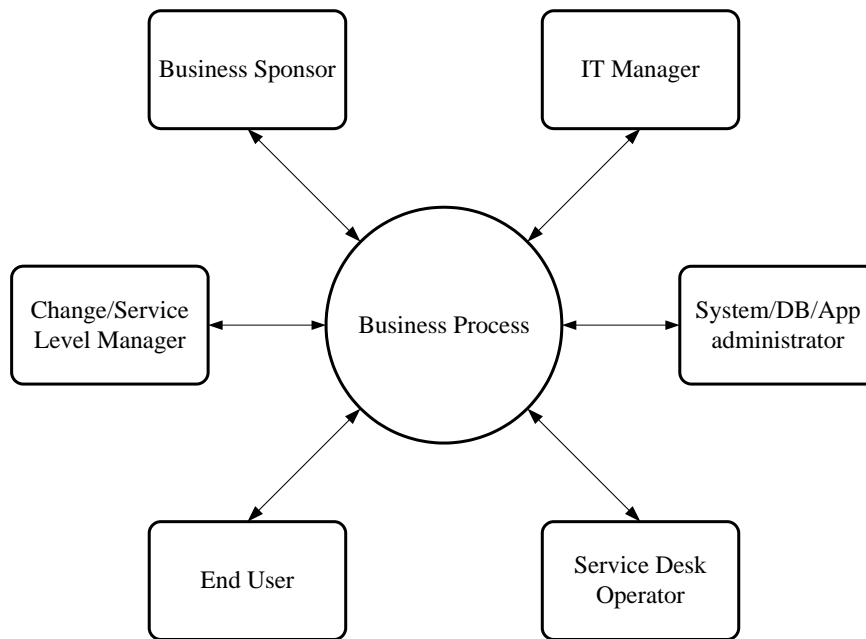 Business Sponsor
IT Manager
Change/Service
Level Manager
Business Process
System/DB/App
administrator
End User
Service Desk
Operator